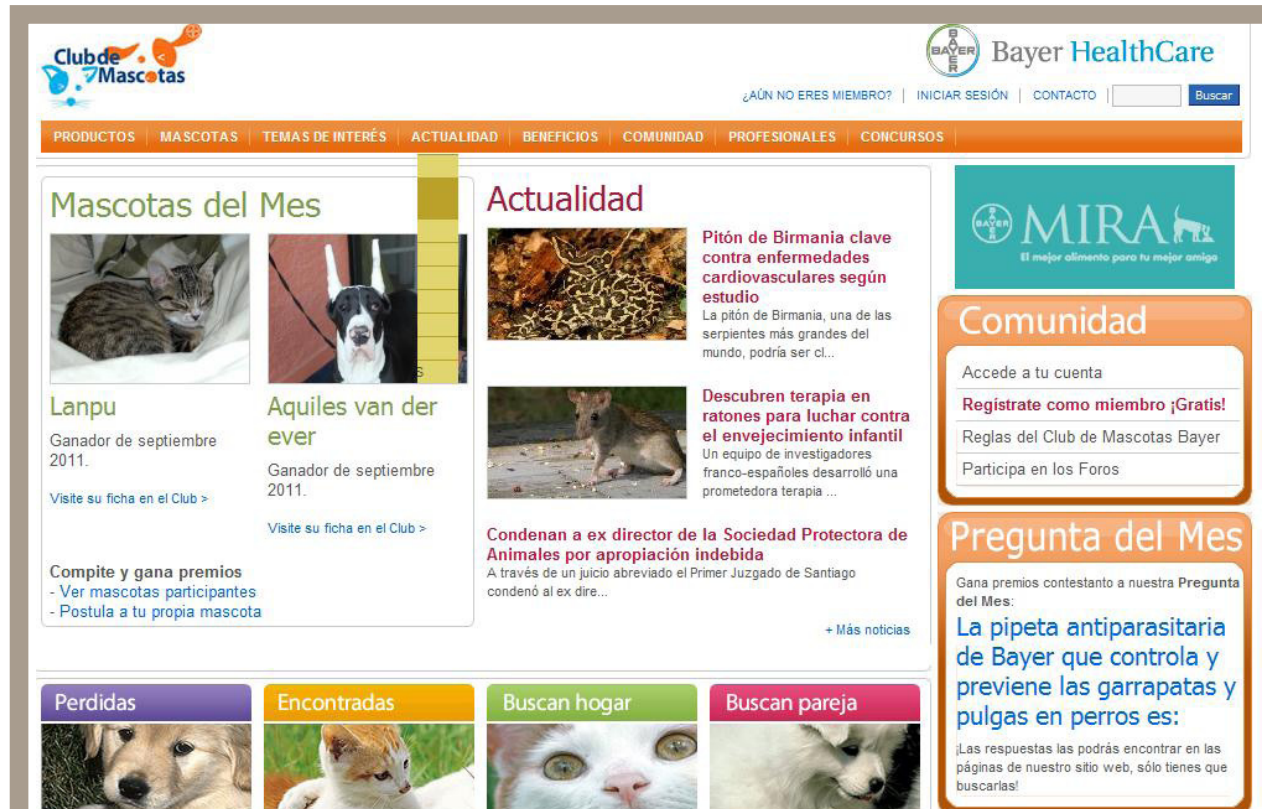 Clubde
Mascotas
BAYER
BAYER
Bayer HealthCare
¿AÚN NO ERES MIEMBRO? | INICIAR SESIÓN | CONTACTO | Buscar
PRODUCTOS | MASCOTAS | TEMAS DE INTERÉS | ACTUALIDAD | BENEFICIOS | COMUNIDAD | PROFESIONALES | CONCURSOS
Mascotas del Mes
Lanpu
Ganador de septiembre
2011.
Visite su ficha en el Club >
s
Aquiles van der
ever
Ganador de septiembre
2011.
Visite su ficha en el Club >
Compite y gana premios
- Ver mascotas participantes
- Postula a tu propia mascota
Actualidad
Pitón de Birmania clave
contra enfermedades
cardiovasculares según
estudio
La pitón de Birmania, una de las
serpientes más grandes del
mundo, podría ser cl...
Descubren terapia en
ratones para luchar contra
el envejecimiento infantil
Un equipo de investigadores
franco-españoles desarrolló una
prometedora terapia ...
Condenan a ex director de la Sociedad Protectora de
Animales por apropiación indebida
A través de un juicio abreviado el Primer Juzgado de Santiago
condenó al ex dire...
+ Más noticias
BAYER
MIRA
El mejor alimento para tu mejor amigo
Comunidad
Accede a tu cuenta
Regístrate como miembro ¡Gratis!
Reglas del Club de Mascotas Bayer
Participa en los Foros
Pregunta del Mes
Gana premios contestanto a nuestra Pregunta
del Mes:
La pipeta antiparasitaria
de Bayer que controla y
previene las garrapatas y
pulgas en perros es:
¡Las respuestas las podrás encontrar en las
páginas de nuestro sitio web, sólo tienes que
buscarlas!
Perdidas
Encontradas
Buscan hogar
Buscan pareja